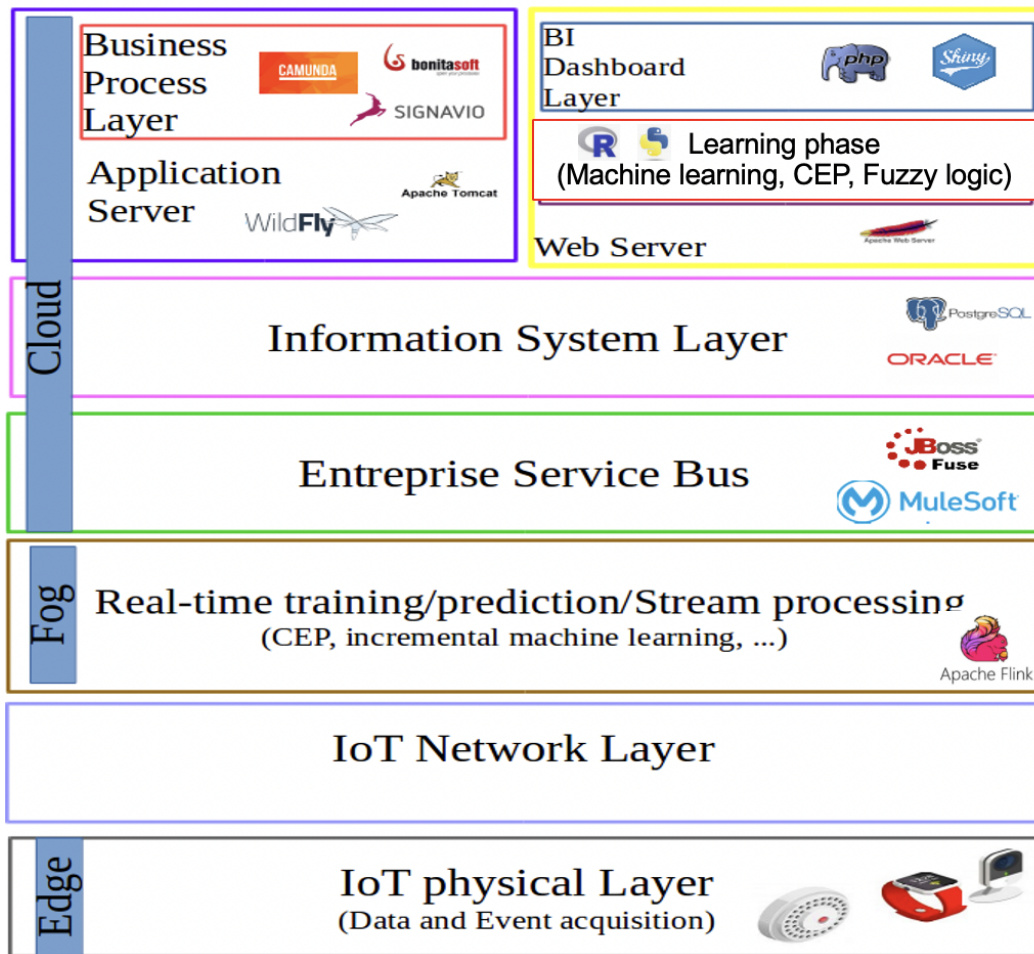 Business
Process
Layer
CAMUNDA
bonitasoft
SIGNAVIO
Application
Server
Apache Tomcat
WildFly
BI
Dashboard
Layer
php
Shiny
R
Learning phase
(Machine learning, CEP, Fuzzy logic)
Web Server
Apache Web Server
Cloud
Information System Layer
PostgreSQL
ORACLE
Entreprise Service Bus
JBoss
Fuse
MuleSoft
Fog
Real-time training/prediction/Stream processing
(CEP, incremental machine learning, ...)
Apache Flink
IoT Network Layer
Edge
IoT physical Layer
(Data and Event acquisition)